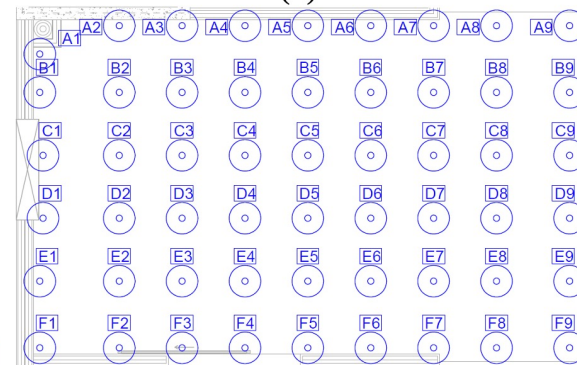 A2 A3 A4 A5 A6 A7 A8 A9
A1
B1 B2 B3 B4 B5 B6 B7 B8 B9
C1 C2 C3 C4 C5 C6 C7 C8 C9
D1 D2 D3 D4 D5 D6 D7 D8 D9
E1 E2 E3 E4 E5 E6 E7 E8 E9
F1 F2 F3 F4 F5 F6 F7 F8 F9